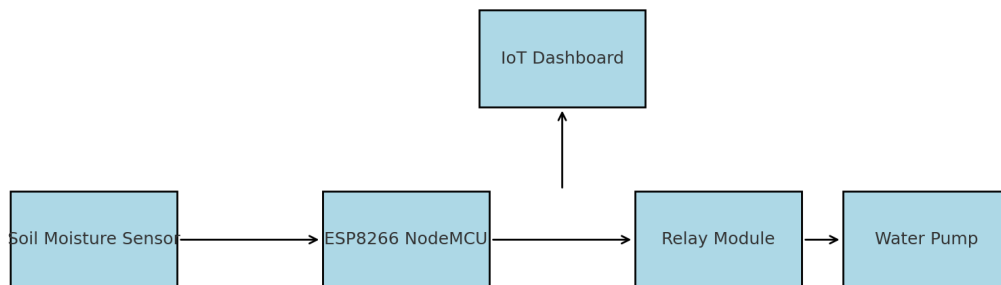 IoT Dashboard
Soil Moisture Sensor
ESP8266 NodeMCU
Relay Module
Water Pump